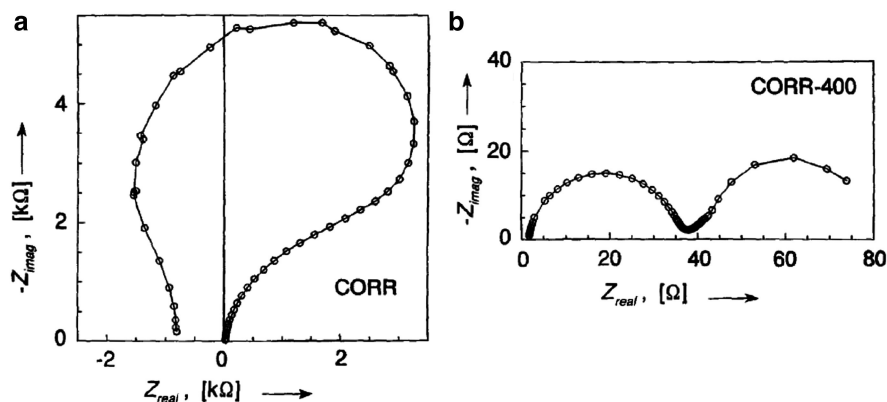 a
-Z_imag , [kΩ]
4
2
0
-2
0
2
CORR
Z_real , [kΩ]
b
-Z_imag , [Ω]
40
20
0
0
20
40
60
80
CORR-400
Z_real , [Ω]